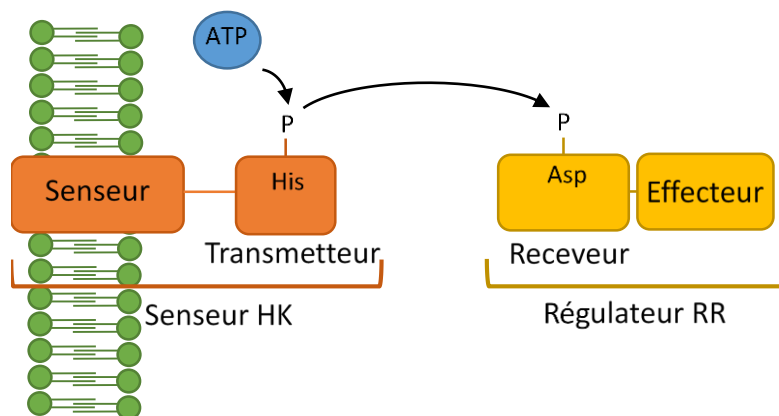 ATP
P
P
Senseur
His
Asp
Effecteur
Transmetteur
Receveur
Senseur HK
Régulateur RR